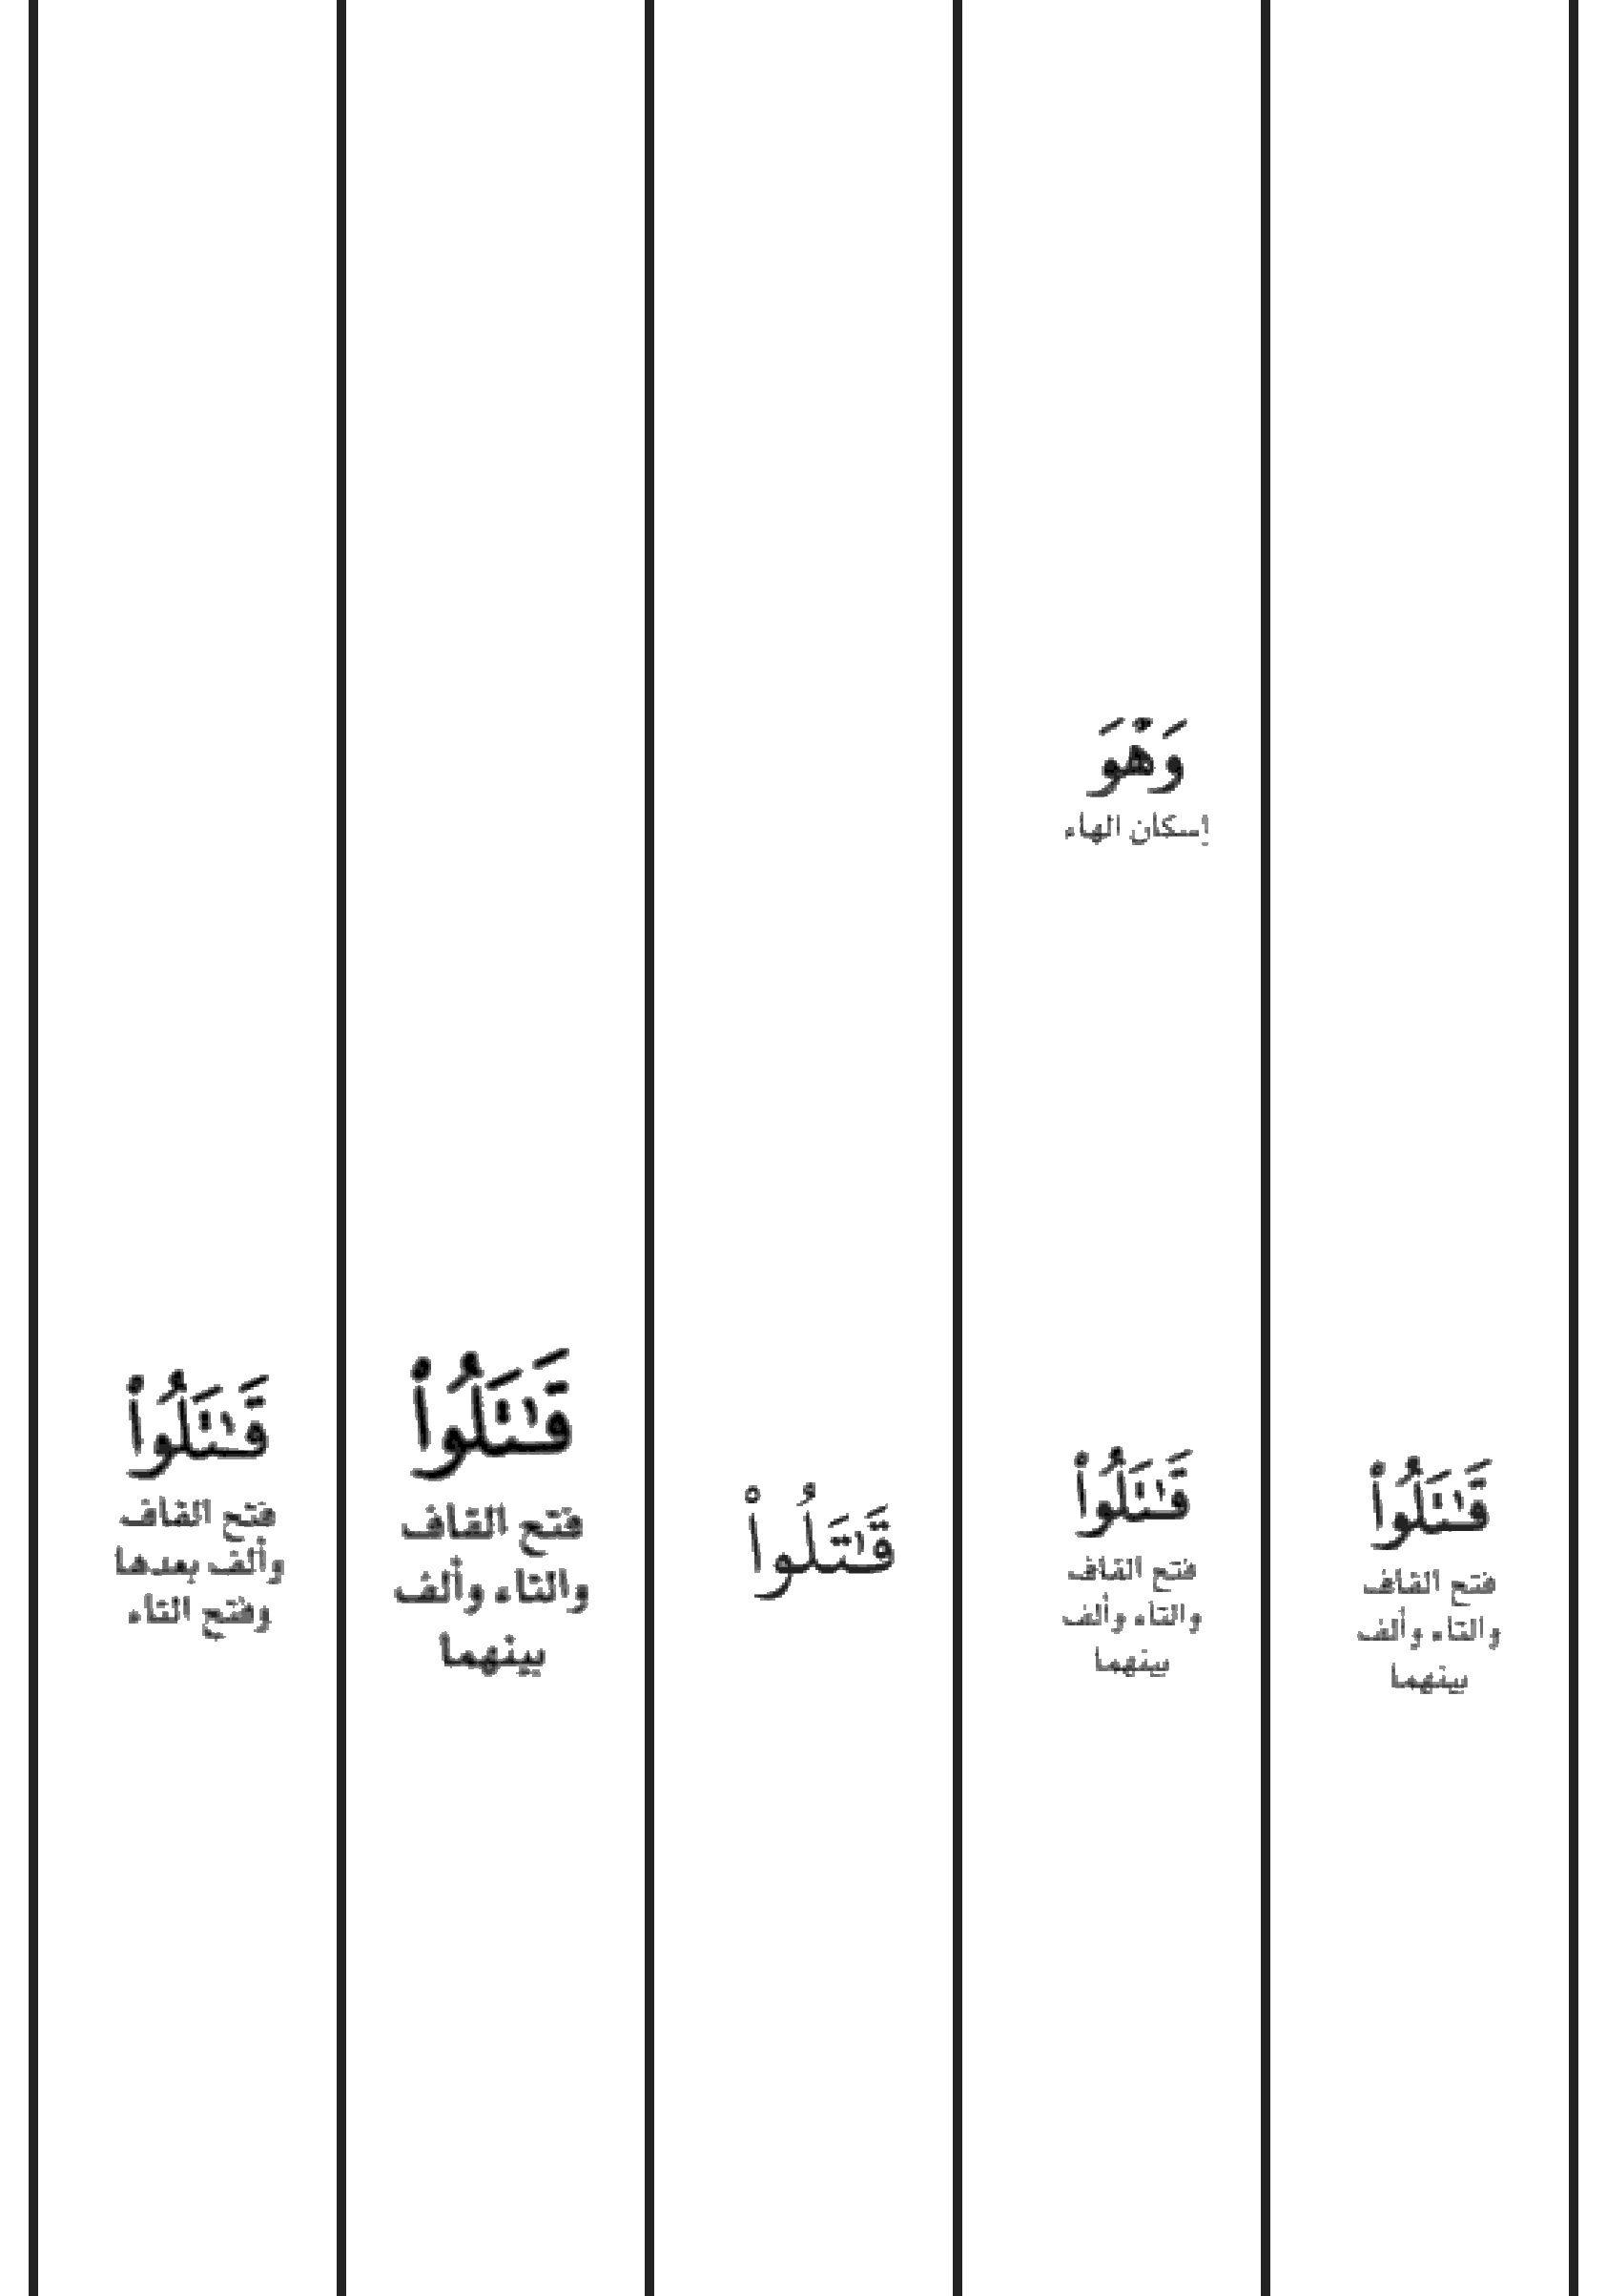 وَهْوَ
إسكان الهاء
قَـٰتَلُواْ
فتح القاف
والتاء وألف
بينهما
قَـٰتَلُواْ
فتح القاف
والتاء وألف
بينهما
قَـٰتَلُواْ
قَـٰتَلُواْ
فتح القاف
والتاء وألف
بينهما
قَـٰتَلُواْ
فتح القاف
وألف بعدها
وفتح التاء